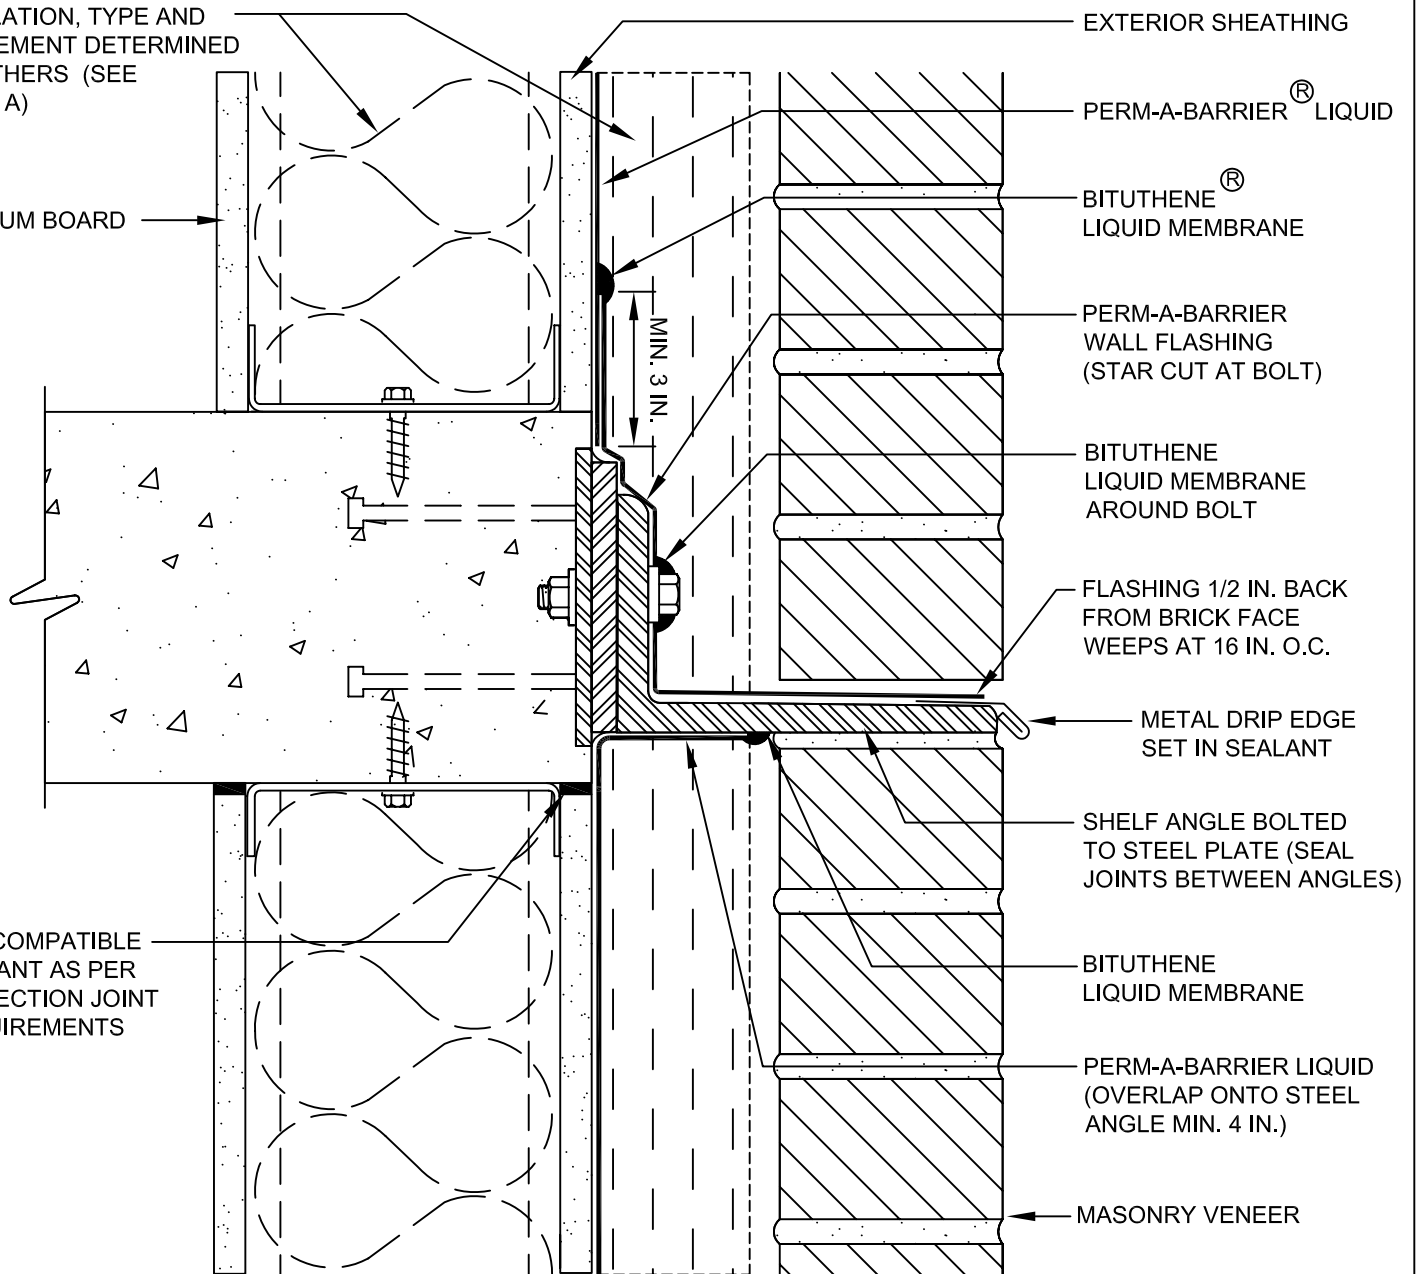 LATION, TYPE AND
EMENT DETERMINED
THERS (SEE
A)
UM BOARD
COMPATIBLE
ANT AS PER
ECTION JOINT
UIREMENTS
MIN. 3 IN.
EXTERIOR SHEATHING
PERM-A-BARRIER® LIQUID
BITUTHENE®
LIQUID MEMBRANE
PERM-A-BARRIER
WALL FLASHING
(STAR CUT AT BOLT)
BITUTHENE
LIQUID MEMBRANE
AROUND BOLT
FLASHING 1/2 IN. BACK
FROM BRICK FACE
WEEPS AT 16 IN. O.C.
METAL DRIP EDGE
SET IN SEALANT
SHELF ANGLE BOLTED
TO STEEL PLATE (SEAL
JOINTS BETWEEN ANGLES)
BITUTHENE
LIQUID MEMBRANE
PERM-A-BARRIER LIQUID
(OVERLAP ONTO STEEL
ANGLE MIN. 4 IN.)
MASONRY VENEER